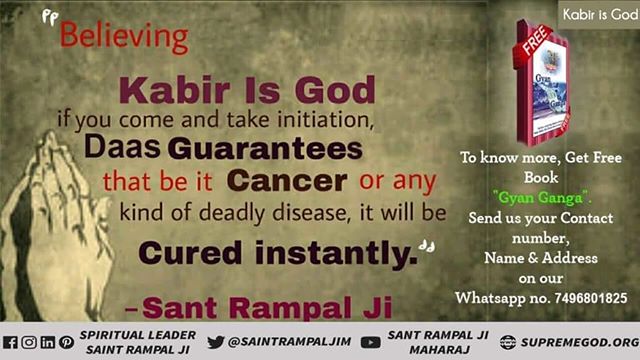 Kabir is God
"Believing
Kabir Is God
if you come and take initiation,
Daas Guarantees
that be it Cancer or any
kind of deadly disease, it will be
Cured instantly."
–Sant Rampal Ji
FREE
Gyan
Ganga
FREE
To know more, Get Free
Book
"Gyan Ganga".
Send us your Contact
number,
Name & Address
on our
Whatsapp no. 7496801825
SPIRITUAL LEADER
SAINT RAMPAL JI
@SAINTRAMPALJIM
SANT RAMPAL JI
MAHARAJ
SUPREMEGOD.ORG